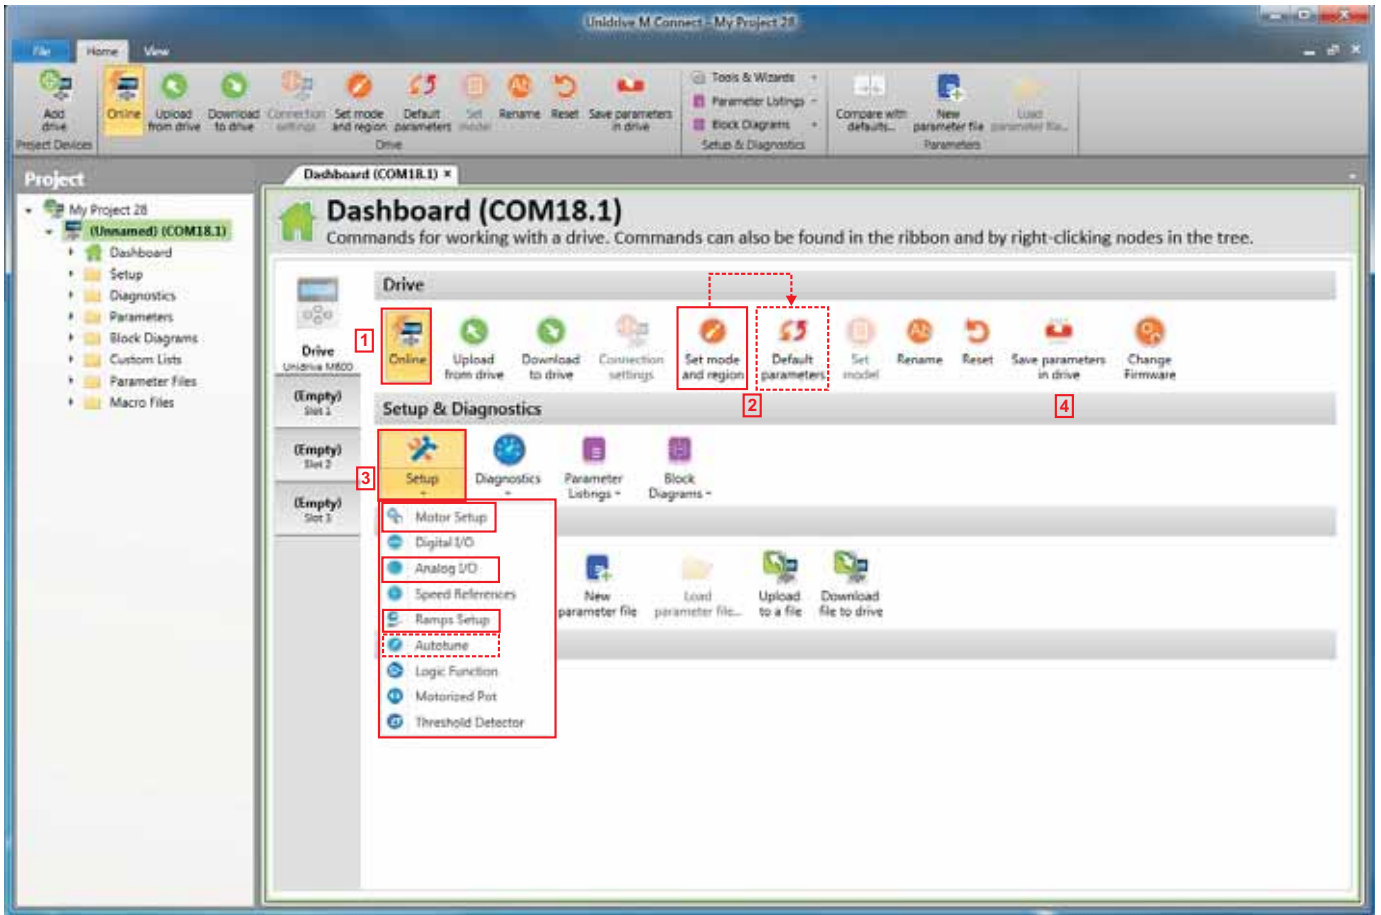 Unidrive M Connect - My Project 28
File Home View
Add drive
Online
Upload from drive
Download to drive
Connection settings
Set mode and region
Default parameters
Set model
Rename
Reset
Save parameters in drive
Tools & Wizards
Parameter Listings
Block Diagrams
Compare with defaults...
New parameter file
Load parameter file...
Project Devices
Drive
Setup & Diagnostics
Parameters
Project
Dashboard (COM18.1) ×
My Project 28
(Unnamed) (COM18.1)
Dashboard
Setup
Diagnostics
Parameters
Block Diagrams
Custom Lists
Parameter Files
Macro Files
Dashboard (COM18.1)
Commands for working with a drive. Commands can also be found in the ribbon and by right-clicking nodes in the tree.
Drive
Unidrive M600
(Empty)
Slot 1
(Empty)
Slot 2
(Empty)
Slot 3
Drive
1
Online
Upload
from drive
Download
to drive
Connection
settings
Set mode
and region
Default
parameters
Set
model
Rename
Reset
Save parameters
in drive
Change
Firmware
2
4
Setup & Diagnostics
3
Setup
Diagnostics
Parameter
Listings
Block
Diagrams
Motor Setup
Digital I/O
Analog I/O
Speed References
Ramps Setup
Autotune
Logic Function
Motorized Pot
Threshold Detector
New
parameter file
Load
parameter file...
Upload
to a file
Download
file to drive